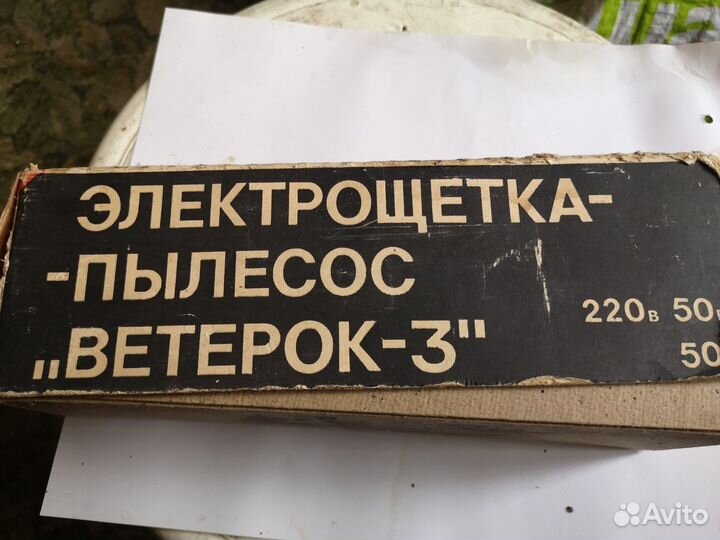 ЭЛЕКТРОЩЕТКА-
-ПЫЛЕСОС
„ВЕТЕРОК-3"
220в 50
50
Avito